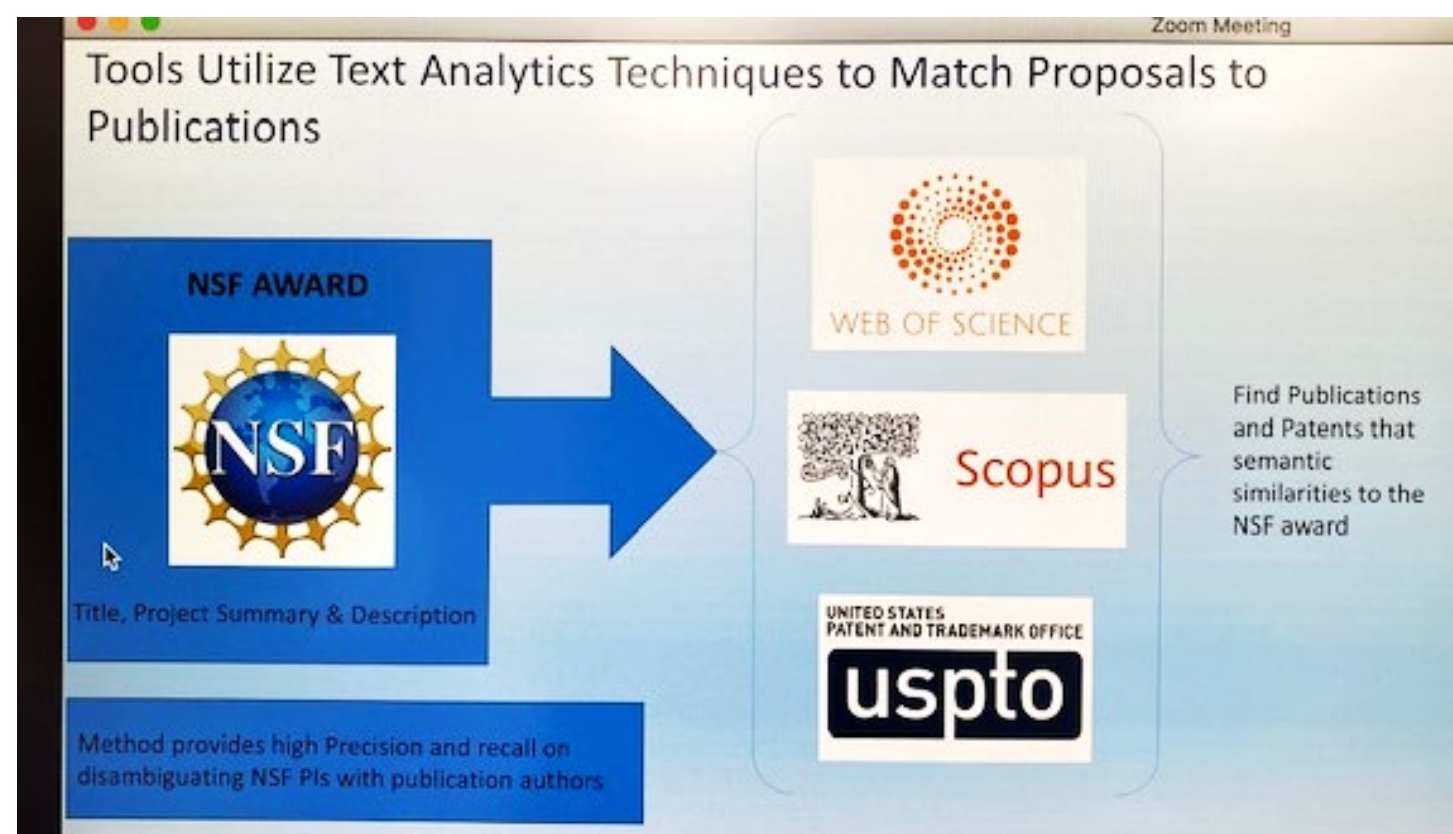 Zoom Meeting
Tools Utilize Text Analytics Techniques to Match Proposals to
Publications
NSF AWARD
NSF
Title, Project Summary & Description
Method provides high Precision and recall on
disambiguating NSF PIs with publication authors
WEB OF SCIENCE
Scopus
UNITED STATES
PATENT AND TRADEMARK OFFICE
uspto
Find Publications
and Patents that
semantic
similarities to the
NSF award